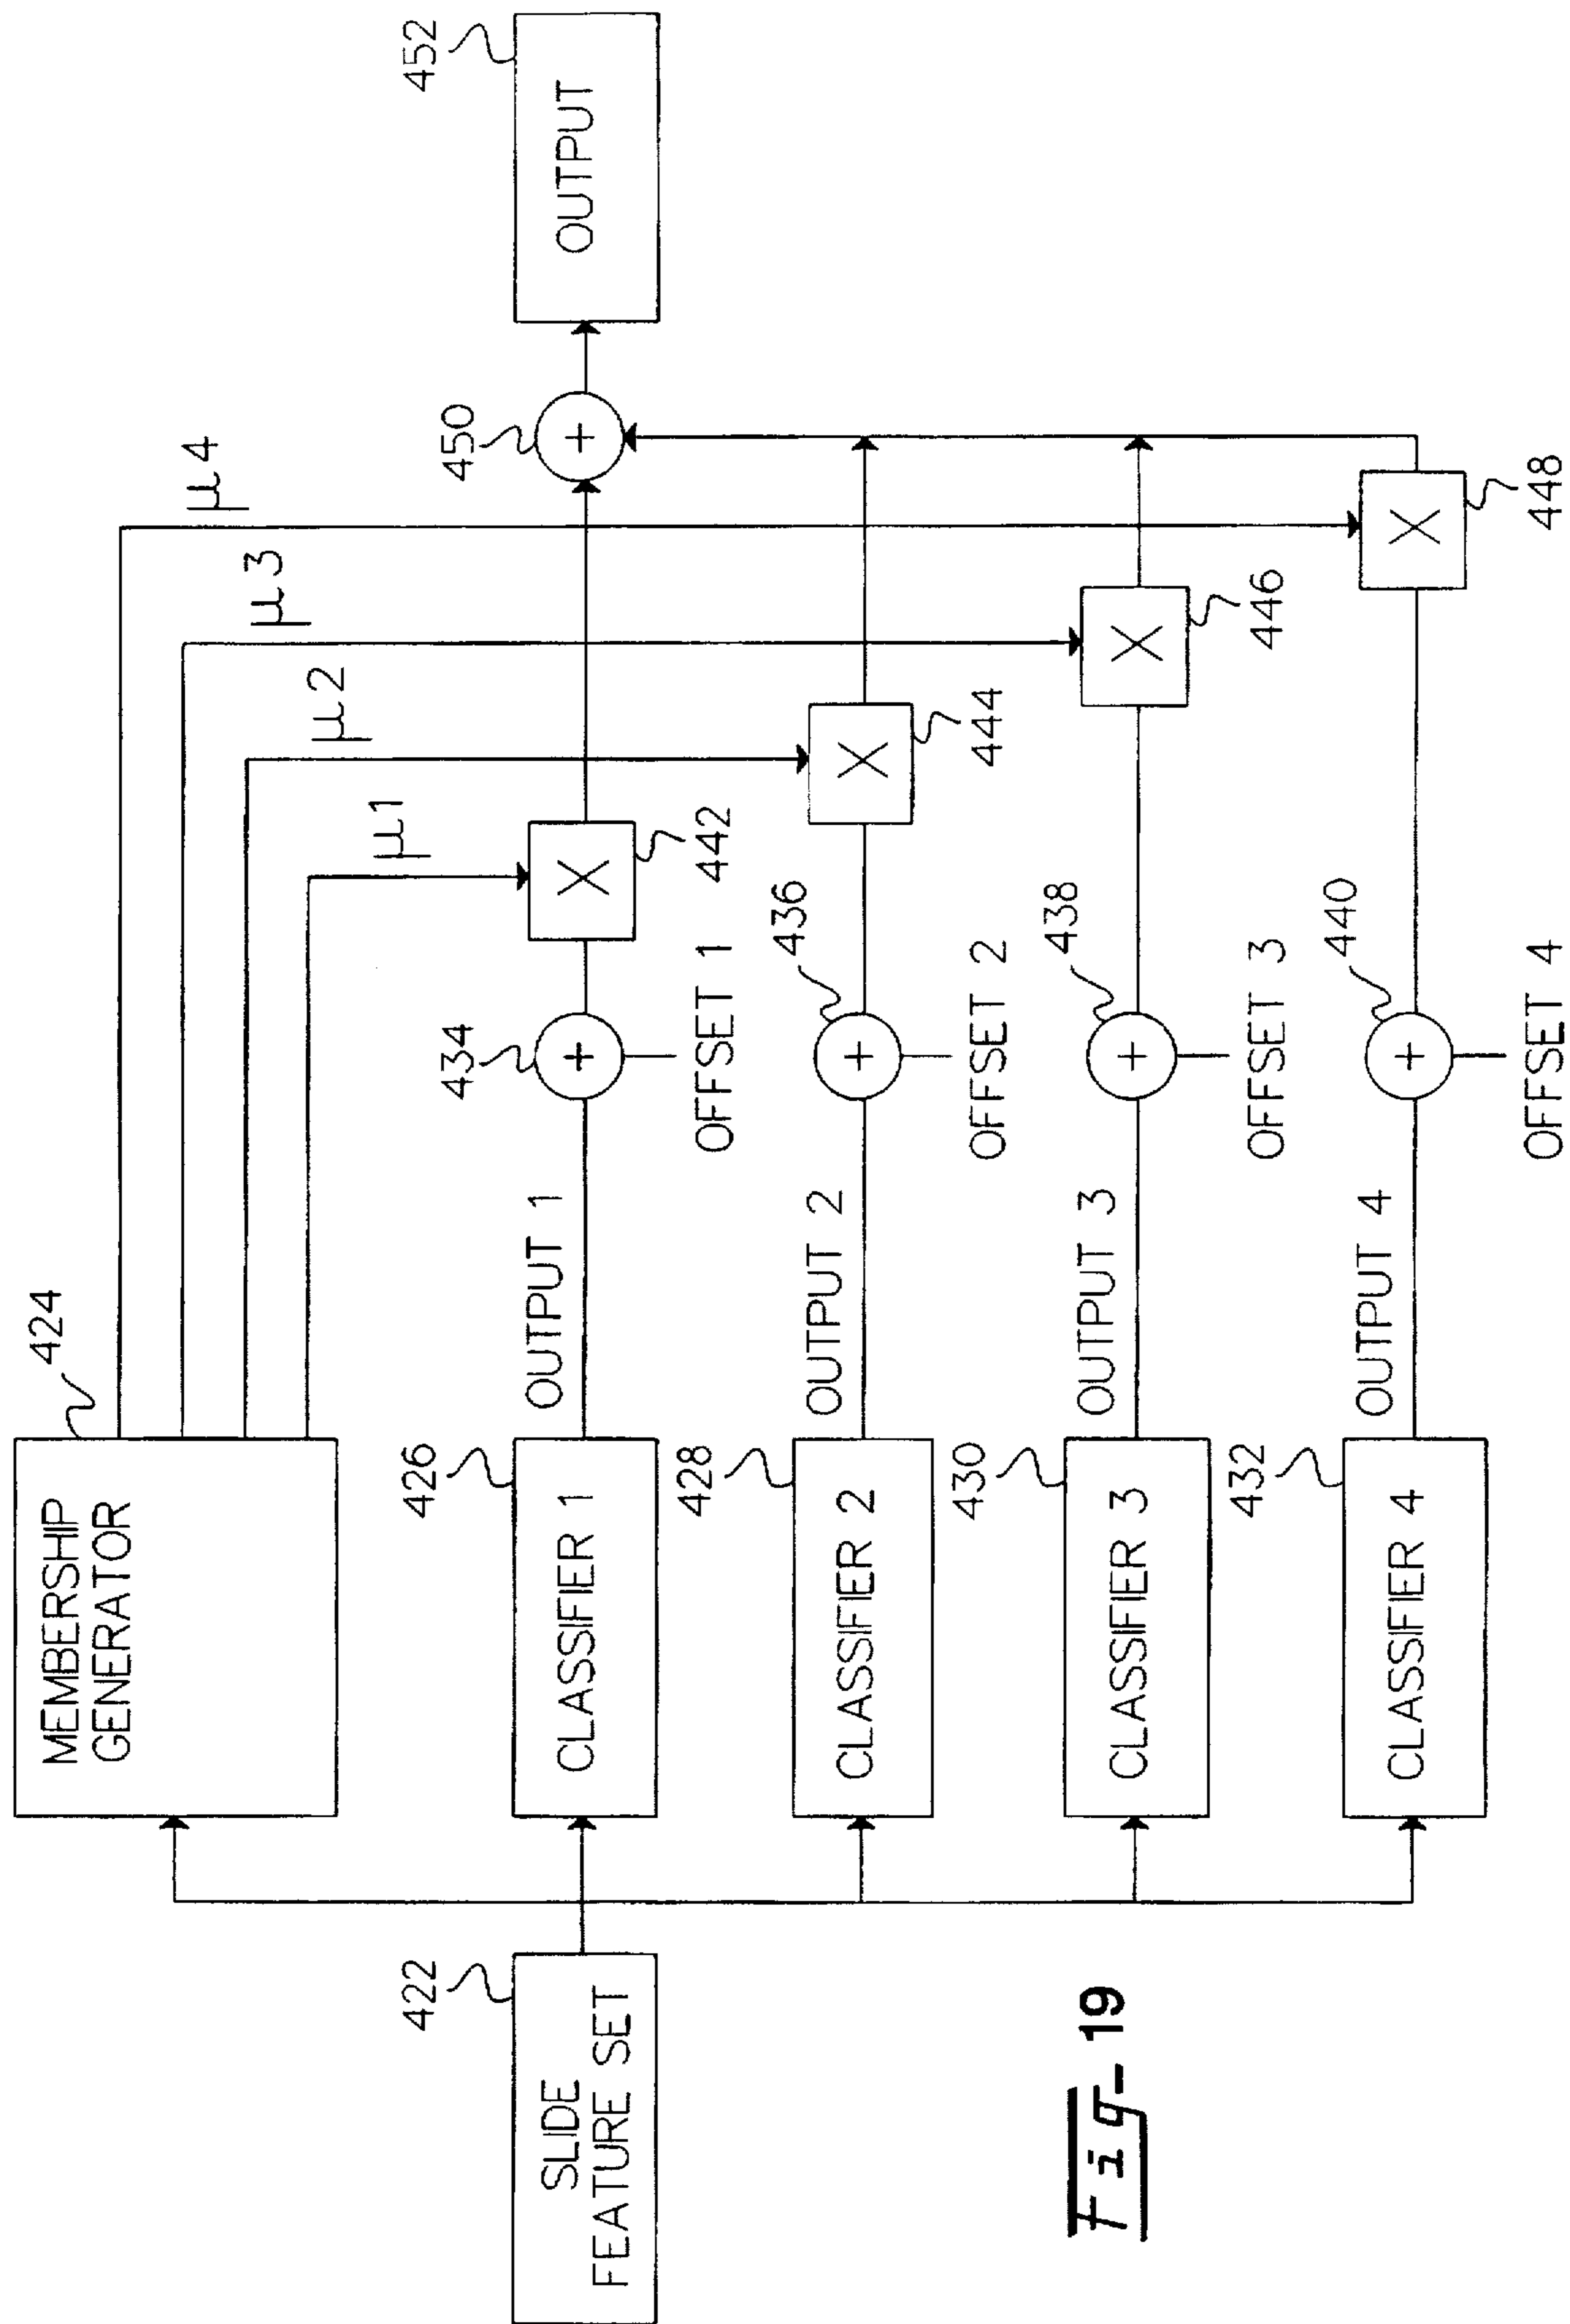 MEMBERSHIP
GENERATOR
424
μ4
μ3
μ2
μ1
SLIDE
FEATURE SET
422
CLASSIFIER 1
426
OUTPUT 1
434
+
OFFSET 1
X
442
450
+
OUTPUT
452
CLASSIFIER 2
428
OUTPUT 2
436
+
OFFSET 2
X
444
CLASSIFIER 3
430
OUTPUT 3
438
+
OFFSET 3
X
446
CLASSIFIER 4
432
OUTPUT 4
440
+
OFFSET 4
X
448
Fig-19